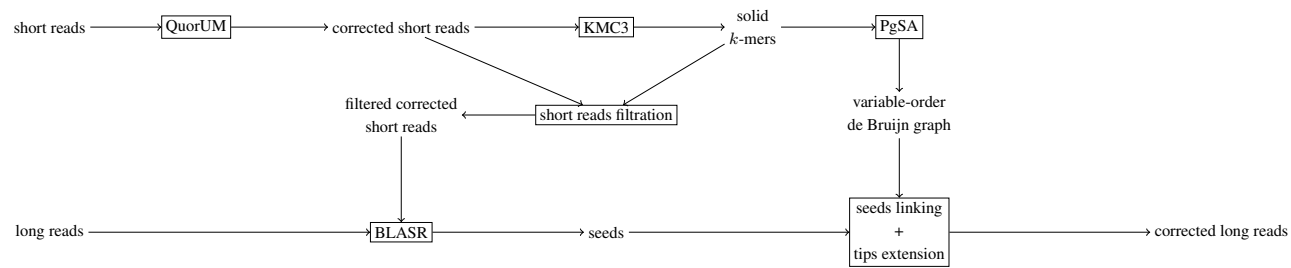 short reads
QuorUM
corrected short reads
KMC3
solid
k-mers
PgSA
filtered corrected
short reads
short reads filtration
variable-order
de Bruijn graph
long reads
BLASR
seeds
seeds linking
+
tips extension
corrected long reads